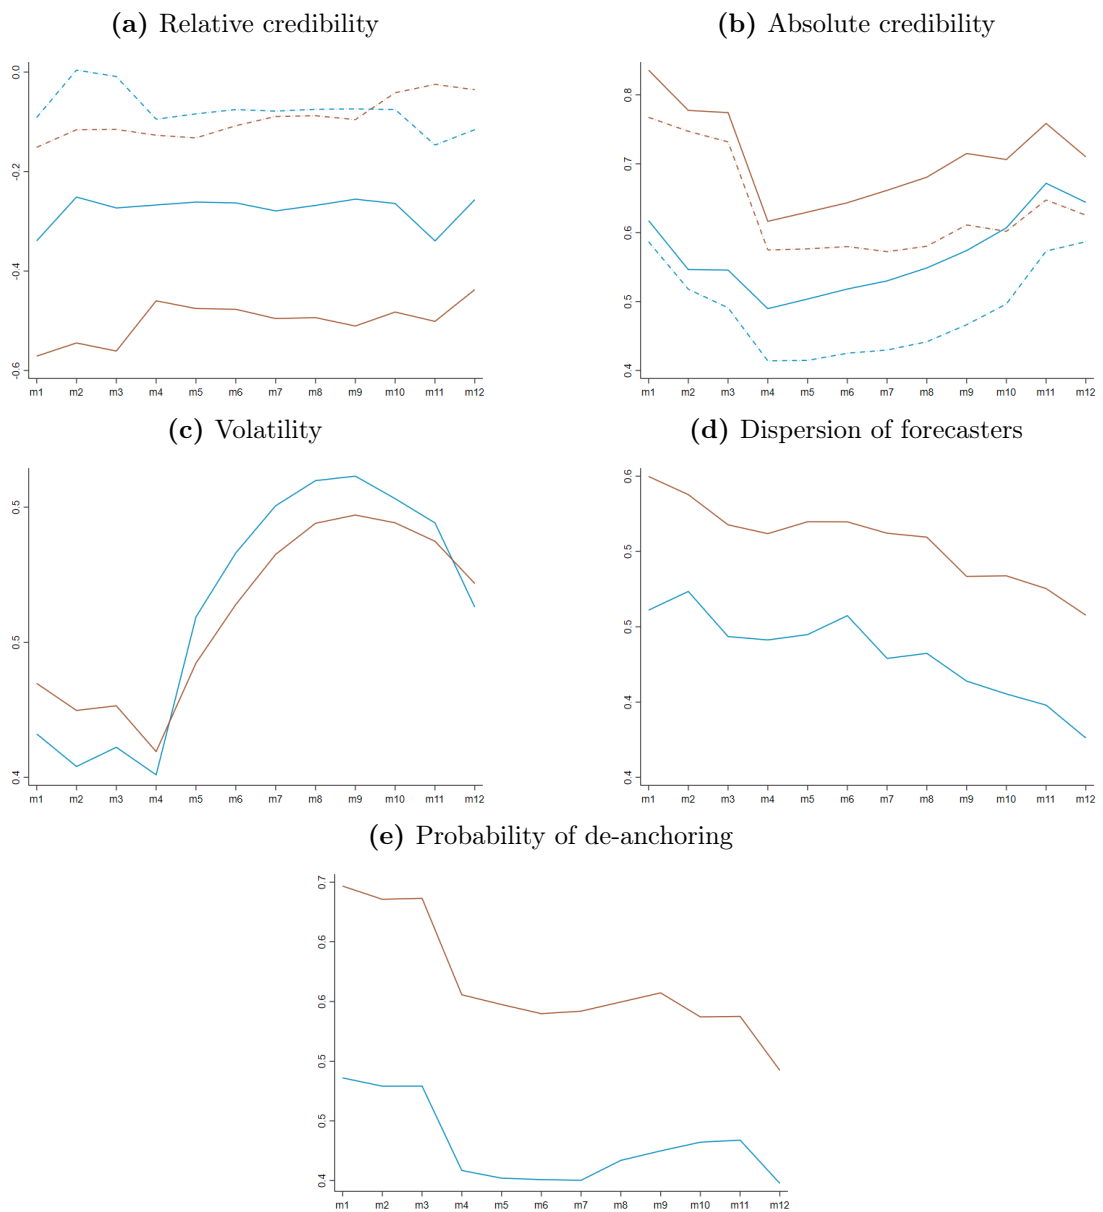 (a) Relative credibility
(b) Absolute credibility
0.0
-0.2
-0.4
-0.6
m1 m2 m3 m4 m5 m6 m7 m8 m9 m10 m11 m12
0.8
0.7
0.6
0.5
0.4
m1 m2 m3 m4 m5 m6 m7 m8 m9 m10 m11 m12
(c) Volatility
(d) Dispersion of forecasters
0.5
0.5
0.4
m1 m2 m3 m4 m5 m6 m7 m8 m9 m10 m11 m12
0.6
0.5
0.5
0.4
0.4
m1 m2 m3 m4 m5 m6 m7 m8 m9 m10 m11 m12
(e) Probability of de-anchoring
0.7
0.6
0.6
0.5
0.5
0.4
m1 m2 m3 m4 m5 m6 m7 m8 m9 m10 m11 m12